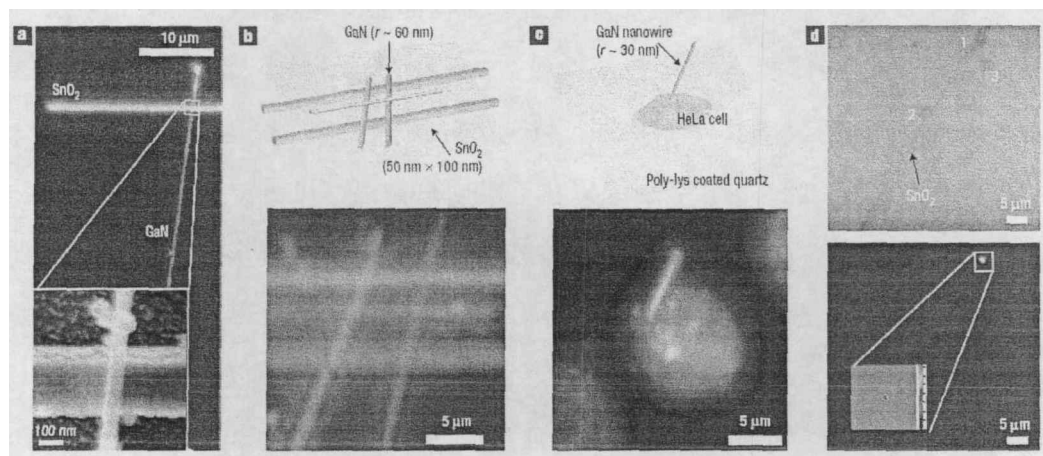 a
10 µm
SnO2
GaN
100 nm
b
GaN (r ~ 60 nm)
SnO2
(50 nm × 100 nm)
5 µm
c
GaN nanowire
(r ~ 30 nm)
HeLa cell
Poly-lys coated quartz
5 µm
d
1
3
2
SnO2
5 µm
5 µm